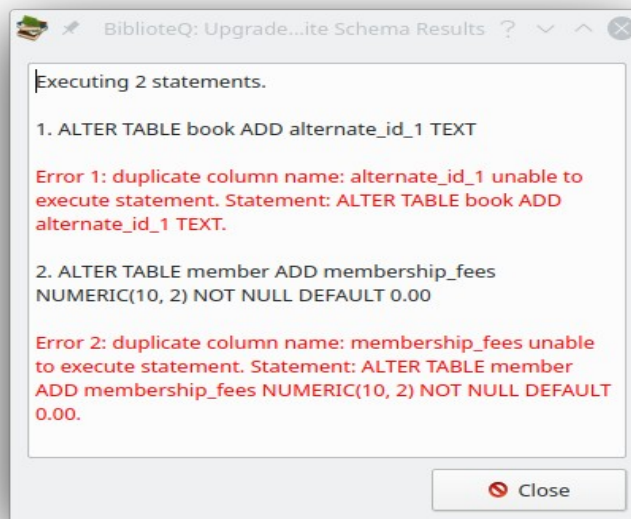 BiblioteQ: Upgrade...ite Schema Results
Executing 2 statements.
1. ALTER TABLE book ADD alternate_id_1 TEXT
Error 1: duplicate column name: alternate_id_1 unable to
execute statement. Statement: ALTER TABLE book ADD
alternate_id_1 TEXT.
2. ALTER TABLE member ADD membership_fees
NUMERIC(10, 2) NOT NULL DEFAULT 0.00
Error 2: duplicate column name: membership_fees unable
to execute statement. Statement: ALTER TABLE member
ADD membership_fees NUMERIC(10, 2) NOT NULL DEFAULT
0.00.
Close